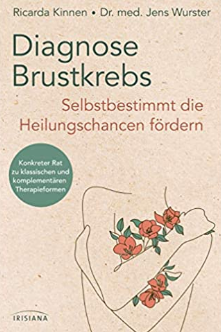 Ricarda Kinnen • Dr. med. Jens Wurster
Diagnose
Brustkrebs
Selbstbestimmt die
Heilungschancen fördern
Konkreter Rat
zu klassischen und
komplementären
Therapieformen
IRISIANA